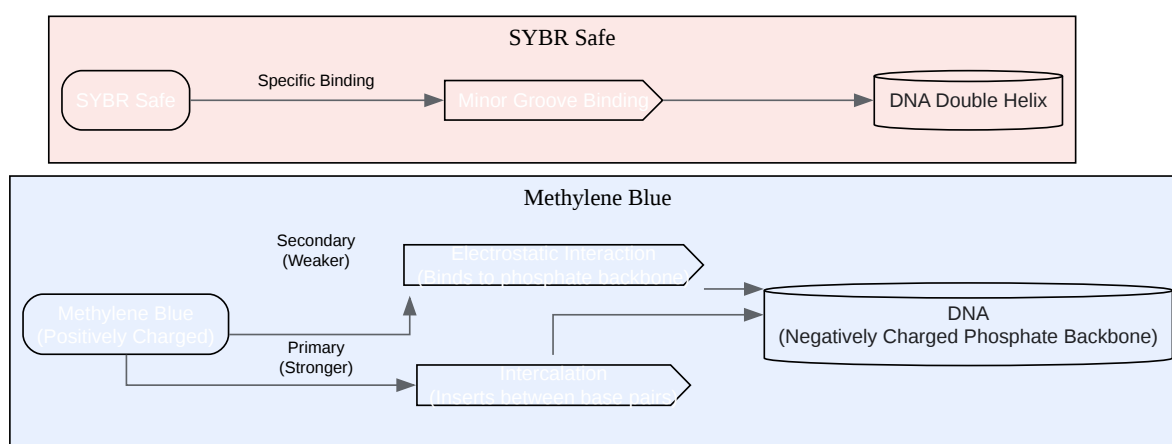 SYBR Safe
Specific Binding
SYBR Safe
Minor Groove Binding
DNA Double Helix
Methylene Blue
Secondary
(Weaker)
Electrostatic Interaction
(Binds to phosphate backbone)
Methylene Blue
(Positively Charged)
DNA
(Negatively Charged Phosphate Backbone)
Primary
(Stronger)
Intercalation
(Inserts between base pairs)